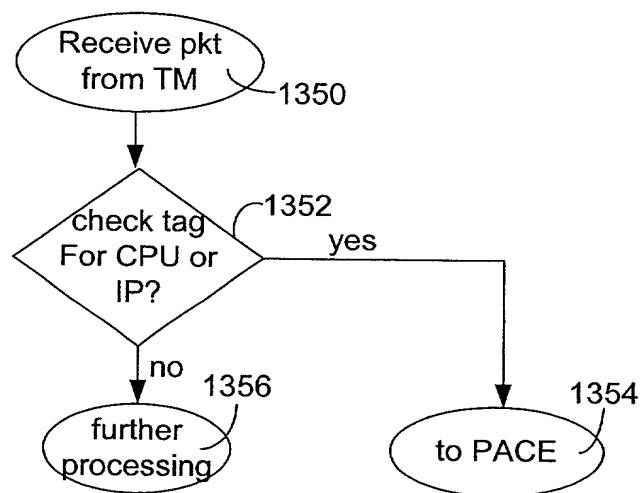 Receive pkt
from TM
1350
check tag
For CPU or
IP?
1352
yes
no
1356
further
processing
1354
to PACE